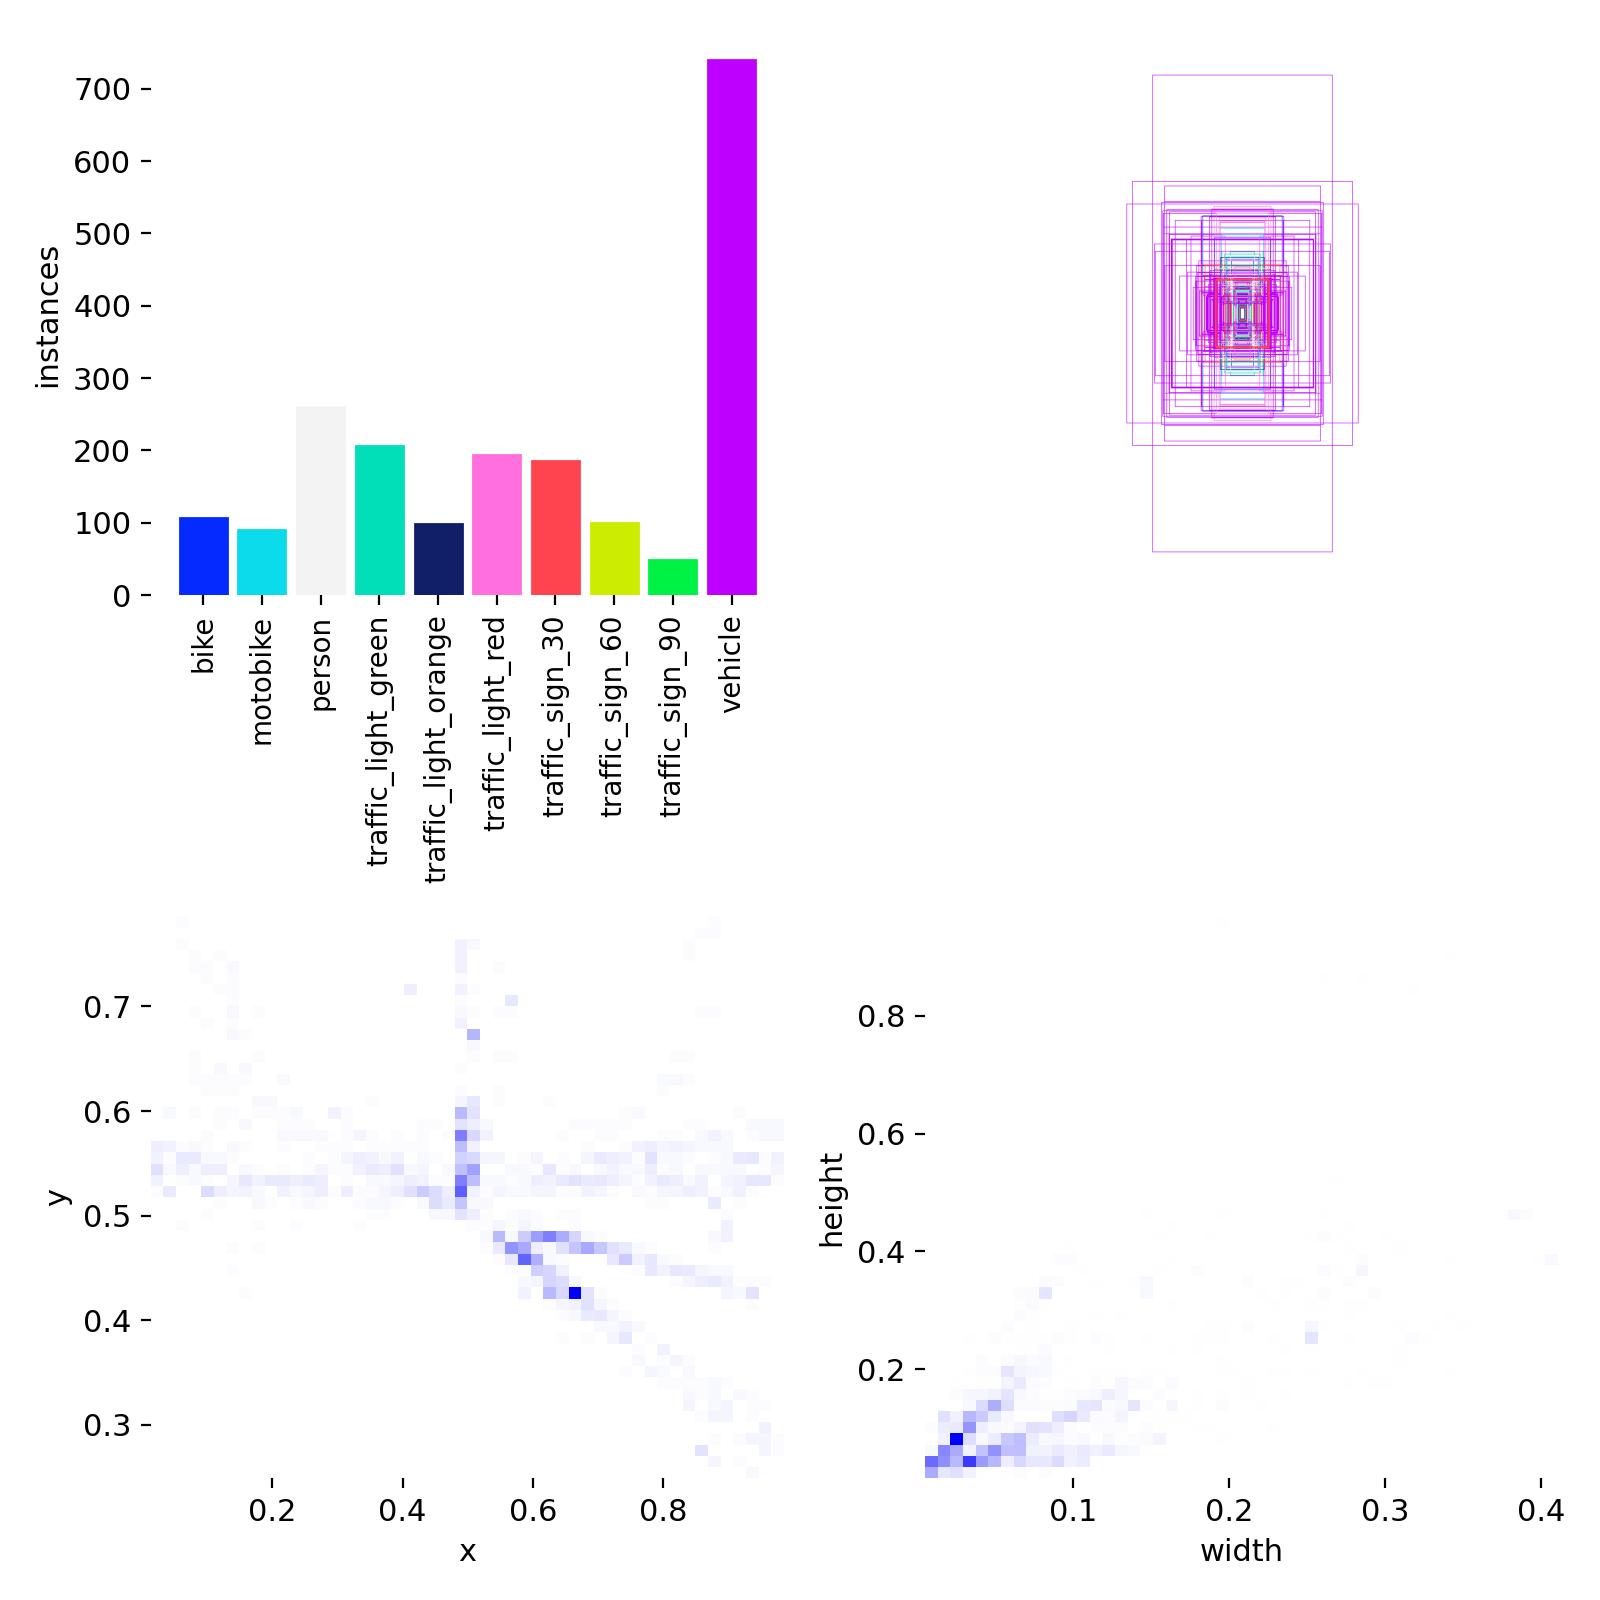 700
600
500
400
300
200
100
0
instances
bike
motobike
person
traffic_light_green
traffic_light_orange
traffic_light_red
traffic_sign_30
traffic_sign_60
traffic_sign_90
vehicle
0.7
0.6
0.5
0.4
0.3
y
0.2 0.4 0.6 0.8
x
0.8
0.6
0.4
0.2
height
0.1 0.2 0.3 0.4
width